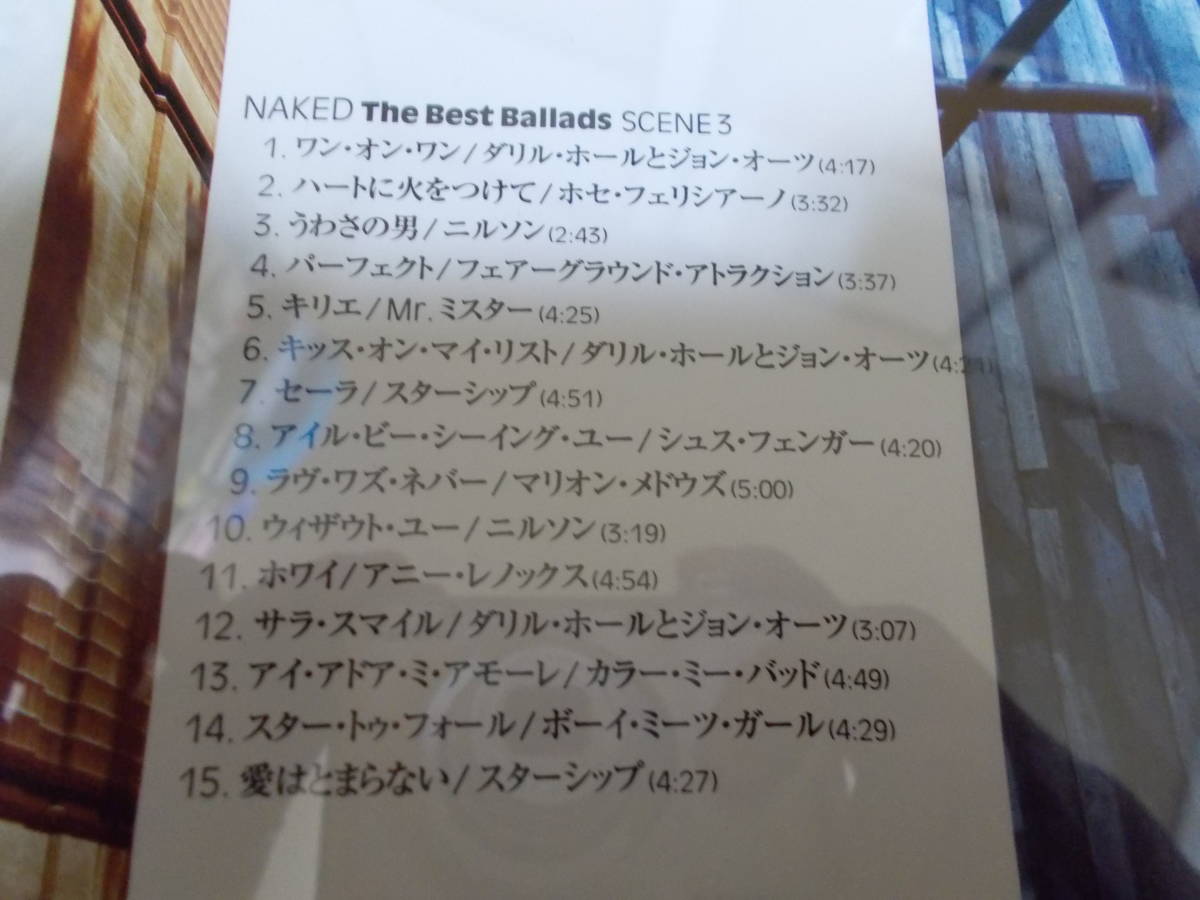 NAKED The Best Ballads SCENE 3
1. ワン・オン・ワン/ダリル・ホールとジョン・オーツ(4:17)
2. ハートに火をつけて/ホセ・フェリシアーノ(3:32)
3. うわさの男/ニルソン(2:43)
4. パーフェクト/フェアーグラウンド・アトラクション(3:37)
5. キリエ/Mr.ミスター(4:25)
6. キッス・オン・マイ・リスト/ダリル・ホールとジョン・オーツ
7. セーラ/スターシップ(4:51)
8. アイル・ビー・シーイング・ユー/シュス・フェンガー(4:20)
9. ラヴ・ワズ・ネバー/マリオン・メドウズ(5:00)
10. ウィザウト・ユー/ニルソン(3:19)
11. ホワイ/アニー・レノックス(4:54)
12. サラ・スマイル/ダリル・ホールとジョン・オーツ(3:07)
13. アイ・アドア・ミ・アモーレ/カラー・ミー・バッド(4:49)
14. スター・トゥ・フォール/ボーイ・ミーツ・ガール(4:29)
15. 愛はとまらない/スターシップ(4:27)